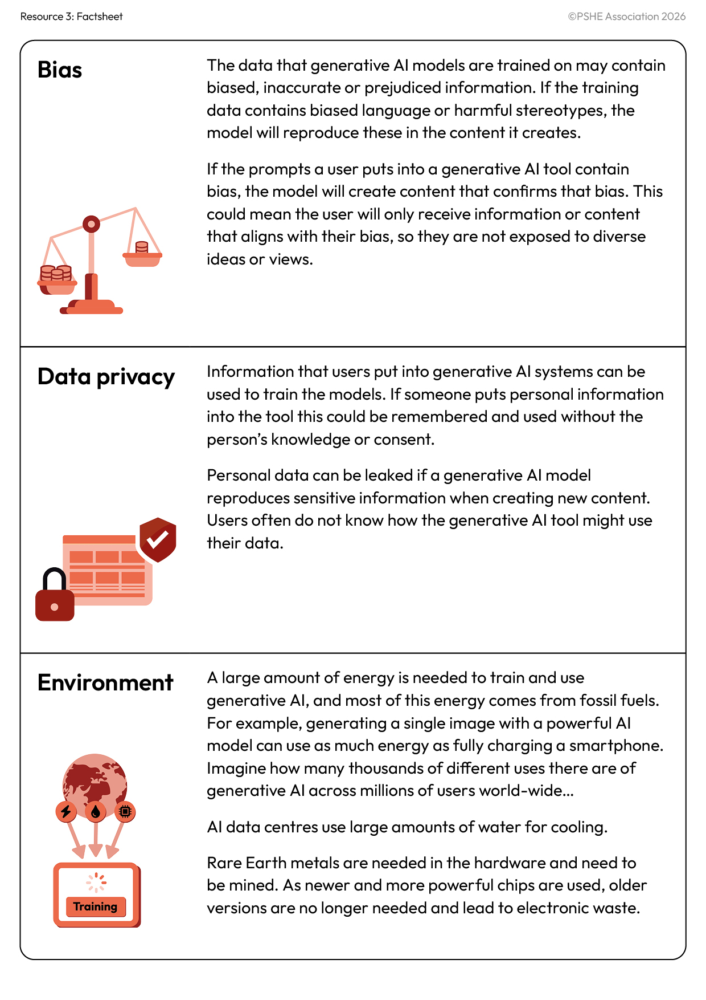 Resource 3: Factsheet
©PSHE Association 2026
Bias
The data that generative AI models are trained on may contain
biased, inaccurate or prejudiced information. If the training
data contains biased language or harmful stereotypes, the
model will reproduce these in the content it creates.
If the prompts a user puts into a generative AI tool contain
bias, the model will create content that confirms that bias. This
could mean the user will only receive information or content
that aligns with their bias, so they are not exposed to diverse
ideas or views.
Data privacy
Information that users put into generative AI systems can be
used to train the models. If someone puts personal information
into the tool this could be remembered and used without the
person’s knowledge or consent.
Personal data can be leaked if a generative AI model
reproduces sensitive information when creating new content.
Users often do not know how the generative AI tool might use
their data.
Environment
A large amount of energy is needed to train and use
generative AI, and most of this energy comes from fossil fuels.
For example, generating a single image with a powerful AI
model can use as much energy as fully charging a smartphone.
Imagine how many thousands of different uses there are of
generative AI across millions of users world-wide...
AI data centres use large amounts of water for cooling.
Rare Earth metals are needed in the hardware and need to
be mined. As newer and more powerful chips are used, older
versions are no longer needed and lead to electronic waste.
Training